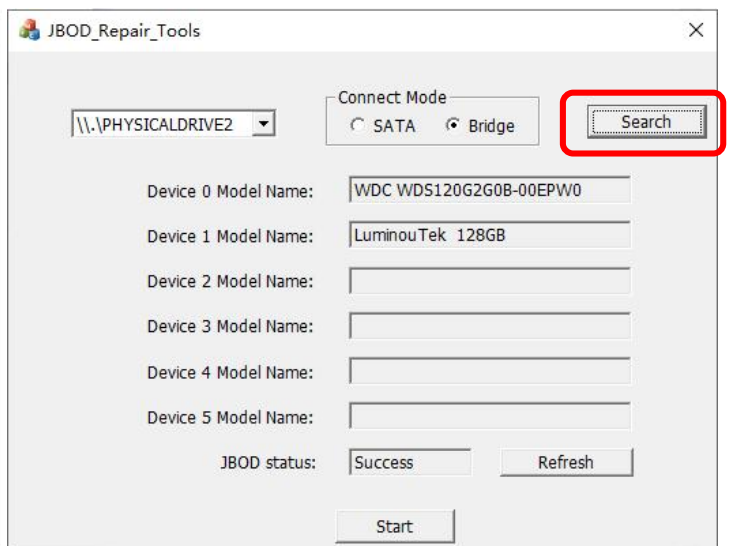 JBOD_Repair_Tools
Connect Mode
\\.\PHYSICALDRIVE2 SATA Bridge Search
Device 0 Model Name: WDC WDS120G2G0B-00EPW0
Device 1 Model Name: LuminouTek 128GB
Device 2 Model Name:
Device 3 Model Name:
Device 4 Model Name:
Device 5 Model Name:
JBOD status: Success Refresh
Start